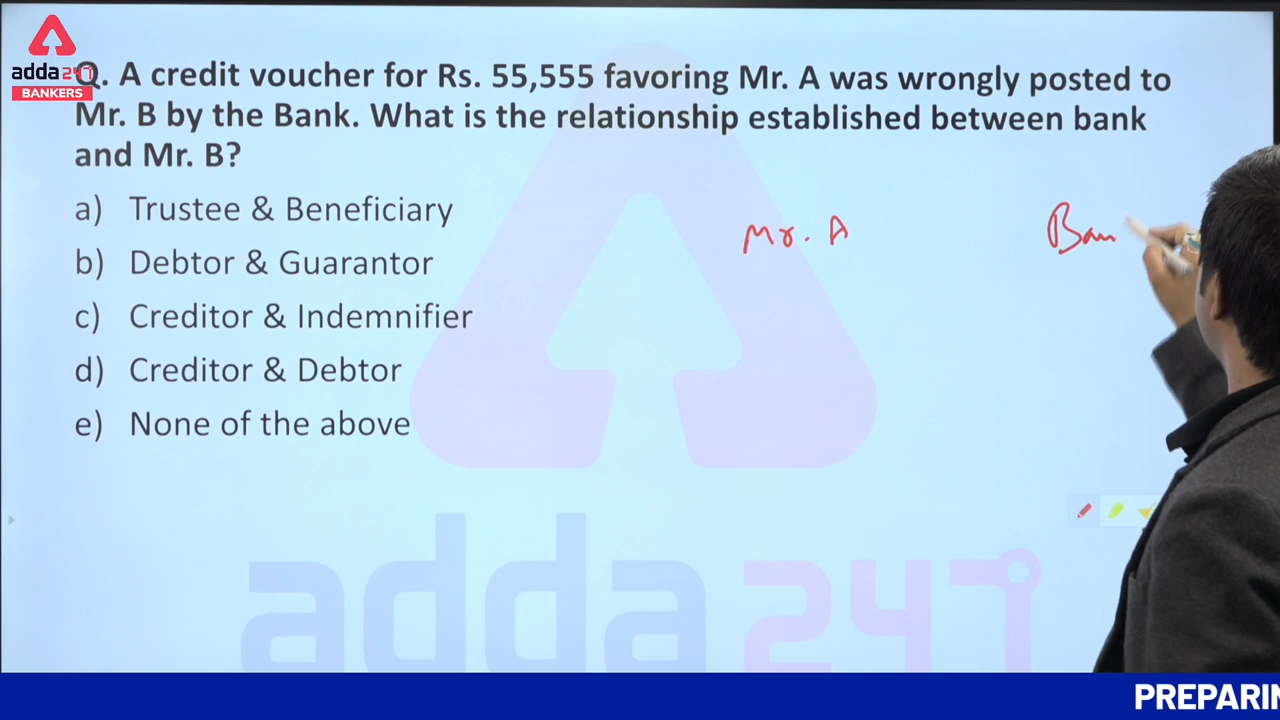 adda247
BANKERS
Q. A credit voucher for Rs. 55,555 favoring Mr. A was wrongly posted to
Mr. B by the Bank. What is the relationship established between bank
and Mr. B?
a) Trustee & Beneficiary
b) Debtor & Guarantor
c) Creditor & Indemnifier
d) Creditor & Debtor
e) None of the above
Mr. A
Ban
adda247
PREPARIN